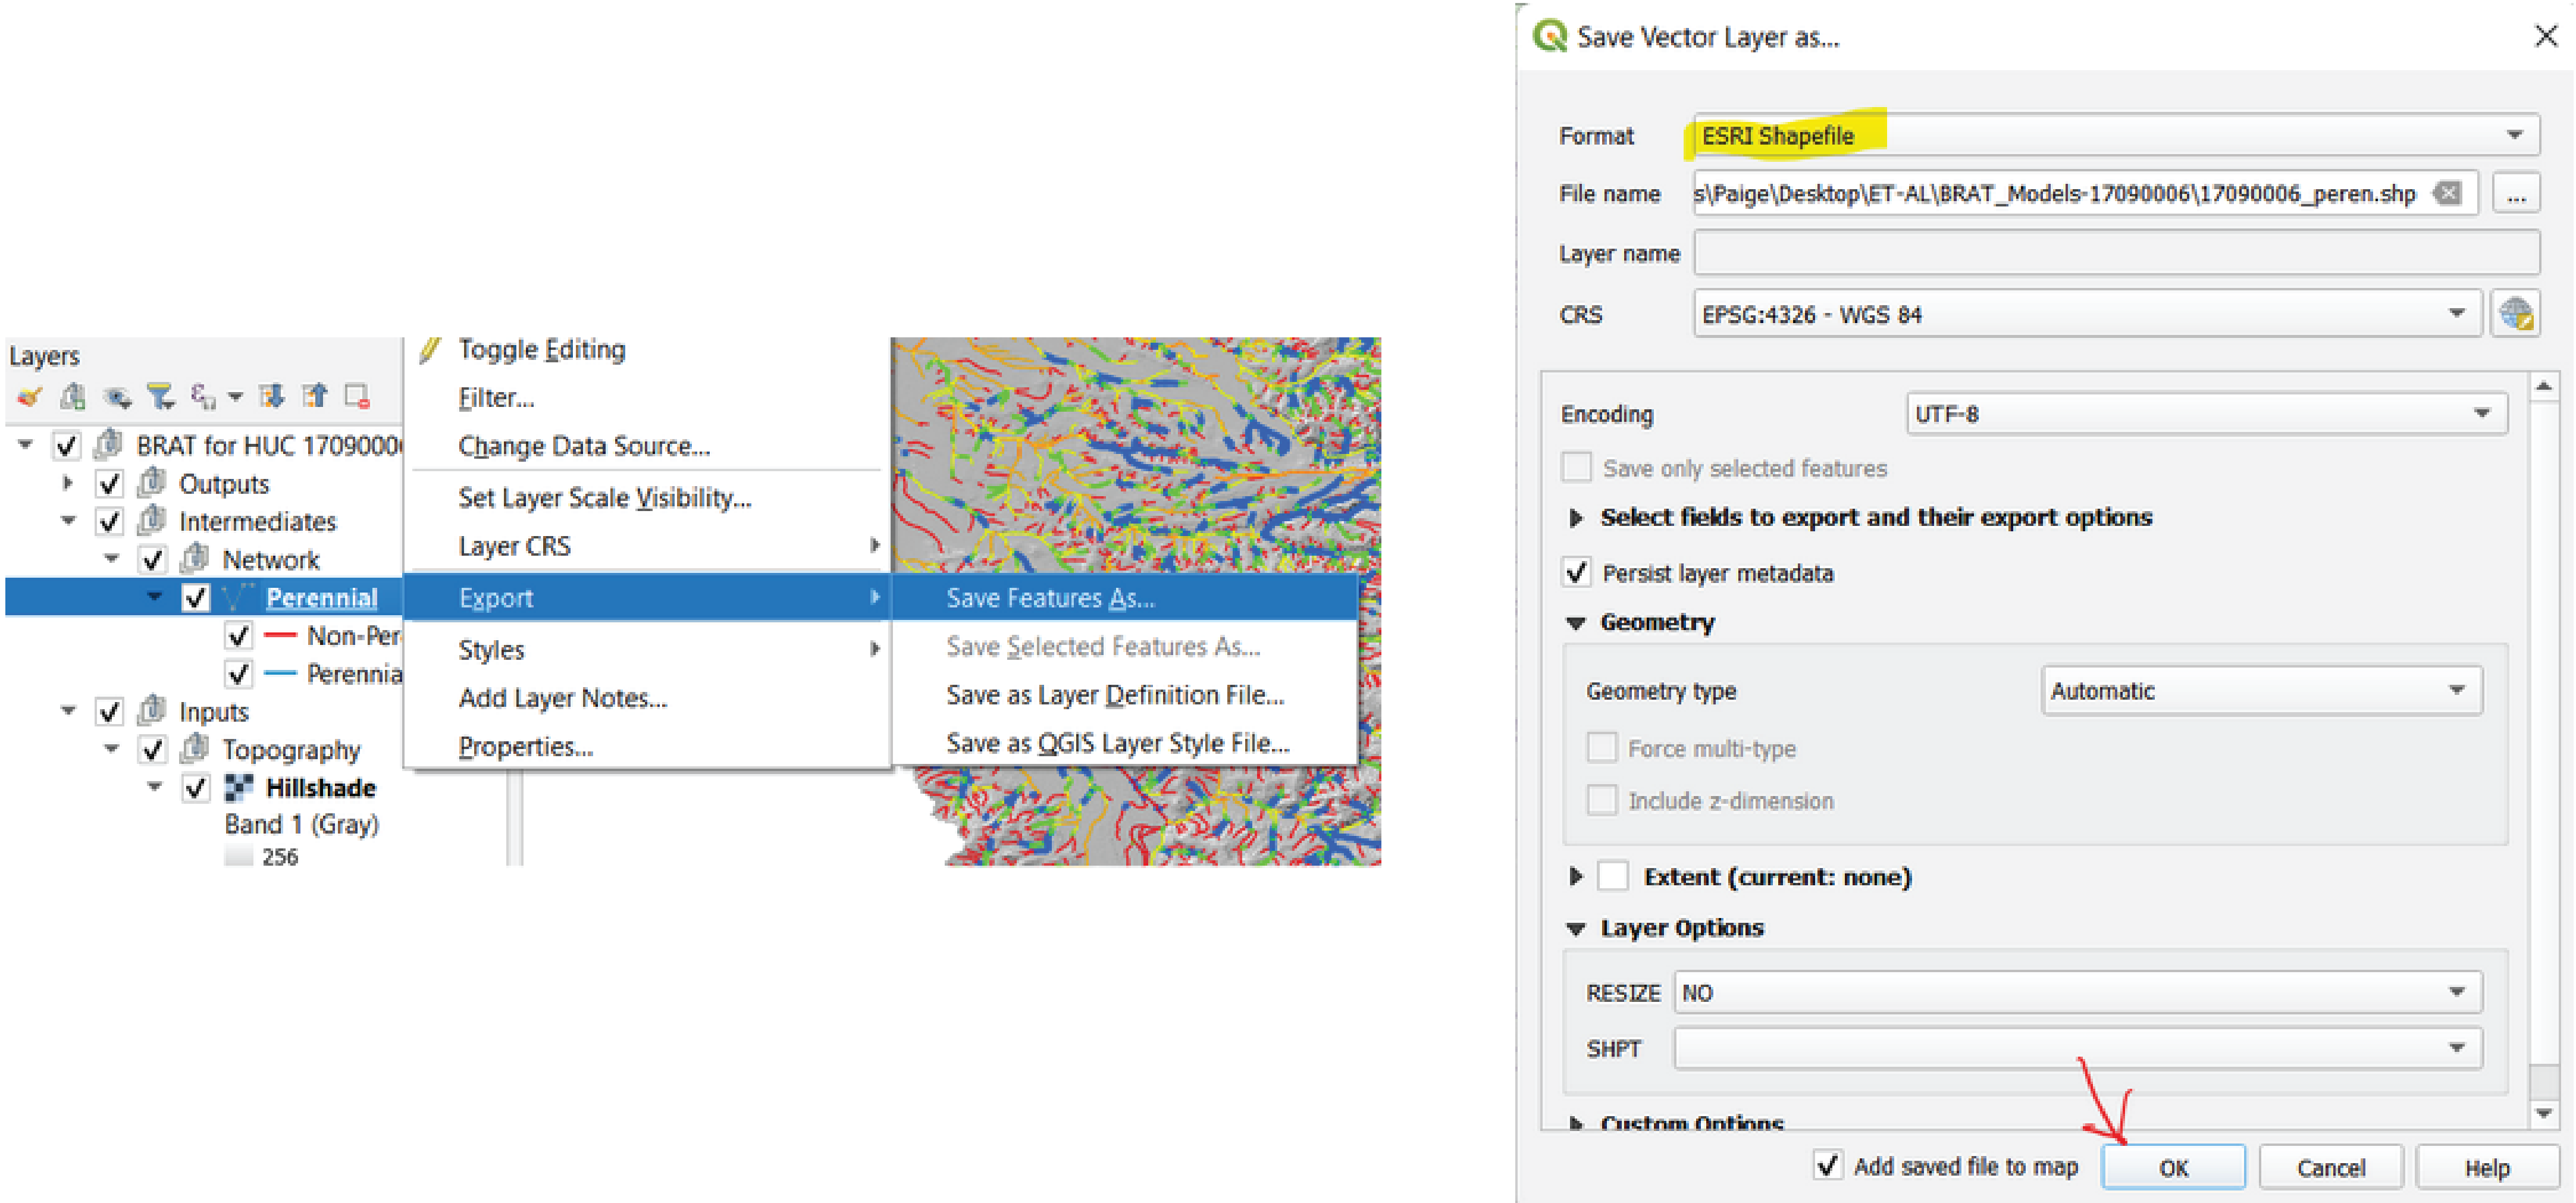 Layers
BRAT for HUC 1709000
Outputs
Intermediates
Network
Perennial
Non-Per
Perennia
Inputs
Topography
Hillshade
Band 1 (Gray)
256
Toggle Editing
Filter...
Change Data Source...
Set Layer Scale Visibility...
Layer CRS
Export
Styles
Add Layer Notes...
Properties...
Save Features As...
Save Selected Features As...
Save as Layer Definition File...
Save as QGIS Layer Style File...
Save Vector Layer as...
Format ESRI Shapefile
File name s\Paige\Desktop\ET-AL\BRAT_Models-17090006\17090006_peren.shp ...
Layer name
CRS EPSG:4326 - WGS 84
Encoding UTF-8
Save only selected features
Select fields to export and their export options
Persist layer metadata
Geometry
Geometry type Automatic
Force multi-type
Include z-dimension
Extent (current: none)
Layer Options
RESIZE NO
SHPT
Custom Options
Add saved file to map OK Cancel Help